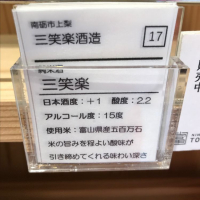 南砺市上梨
三笑楽酒造
17
純米酒
三笑楽
日本酒度：＋1 酸度：2.2
アルコール度：15度
使用米：富山県産五百万石
米の旨みを程よい酸味が
引き締めてくれる味わい深さ